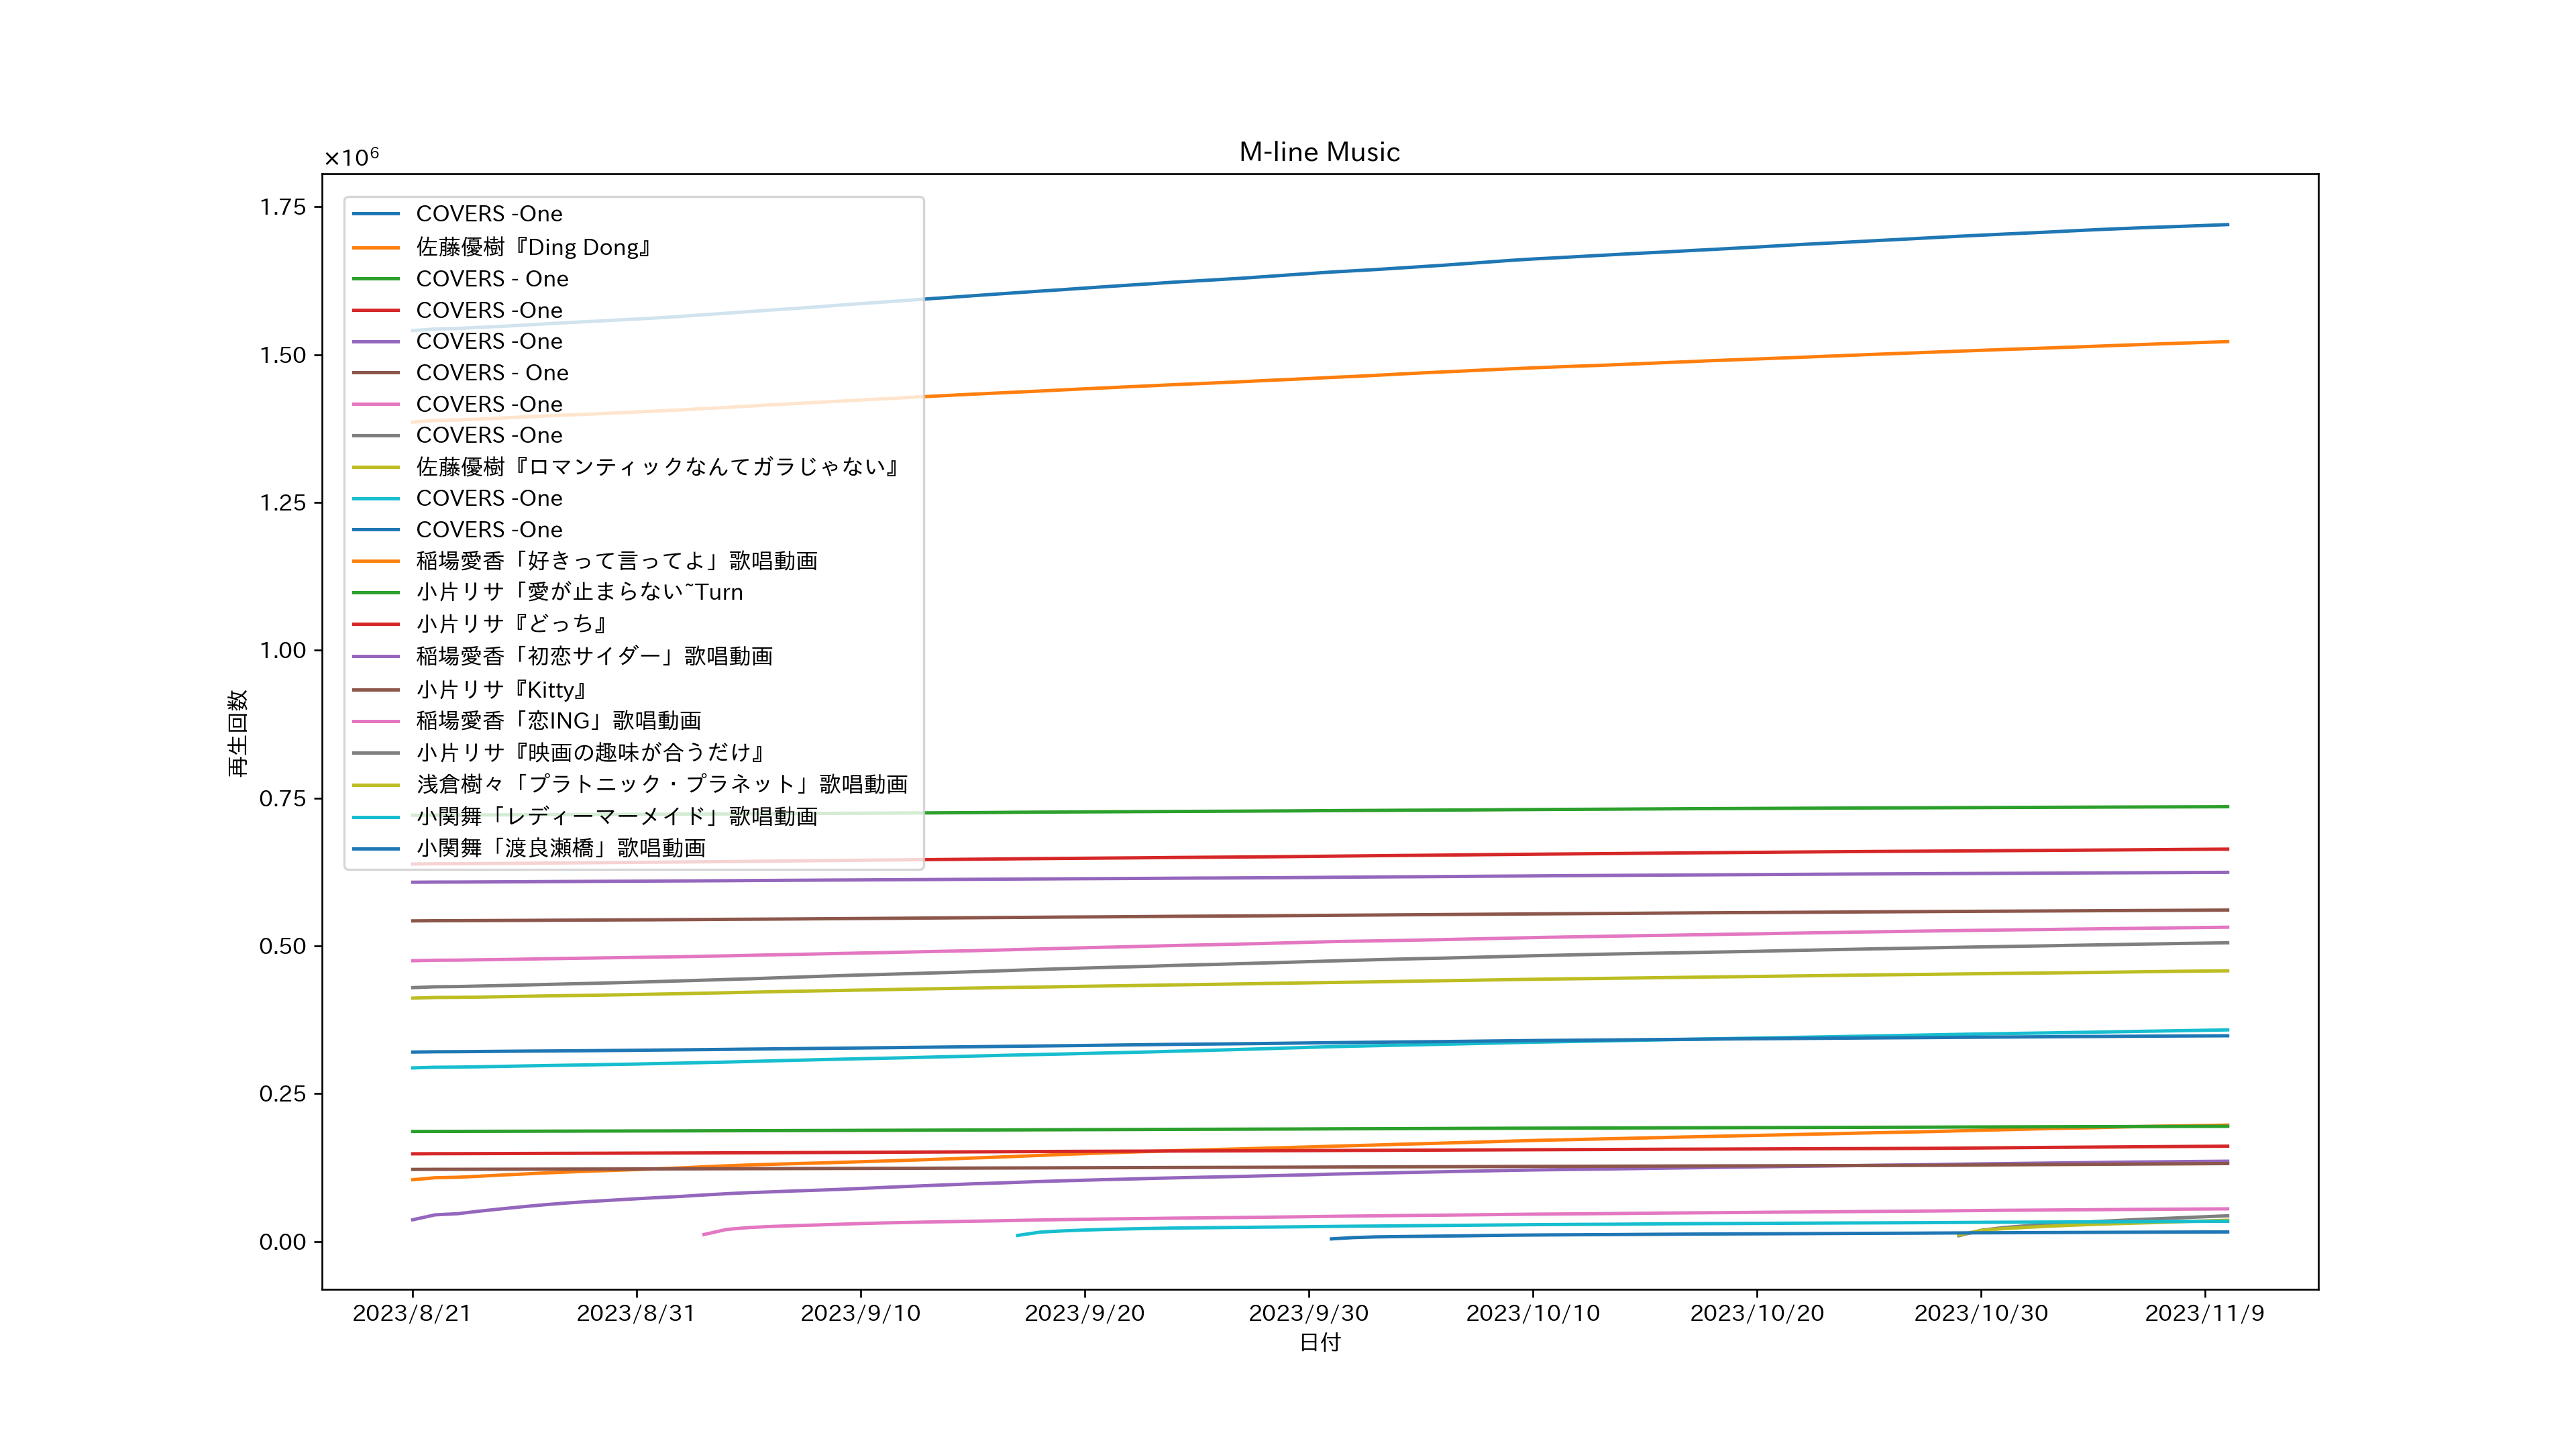 M-line Music
×10⁶
1.75
1.50
1.25
1.00
0.75
0.50
0.25
0.00
再生回数
COVERS -One
佐藤優樹『Ding Dong』
COVERS - One
COVERS -One
COVERS -One
COVERS - One
COVERS -One
COVERS -One
佐藤優樹『ロマンティックなんてガラじゃない』
COVERS -One
COVERS -One
稲場愛香「好きって言ってよ」歌唱動画
小片リサ「愛が止まらない~Turn
小片リサ『どっち』
稲場愛香「初恋サイダー」歌唱動画
小片リサ『Kitty』
稲場愛香「恋ING」歌唱動画
小片リサ『映画の趣味が合うだけ』
浅倉樹々「プラトニック・プラネット」歌唱動画
小関舞「レディーマーメイド」歌唱動画
小関舞「渡良瀬橋」歌唱動画
2023/8/21 2023/8/31 2023/9/10 2023/9/20 2023/9/30 2023/10/10 2023/10/20 2023/10/30 2023/11/9
日付